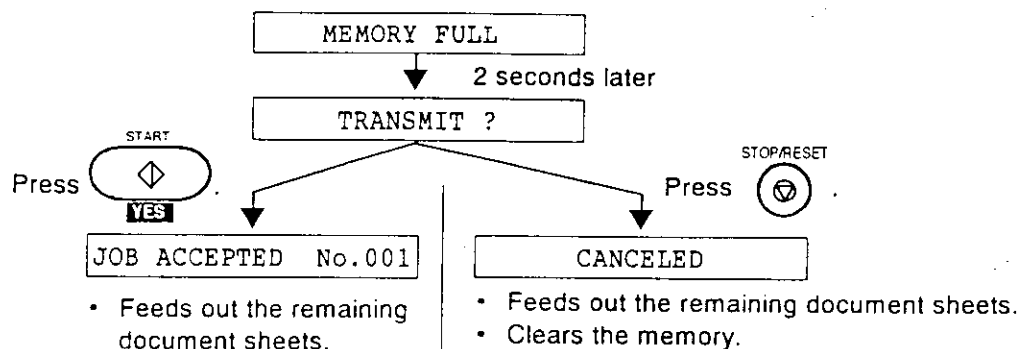 MEMORY FULL
2 seconds later
TRANSMIT ?
START
Press
YES
JOB ACCEPTED No.001
• Feeds out the remaining
document sheets.
STOP/RESET
Press .
CANCELED
• Feeds out the remaining document sheets.
• Clears the memory.